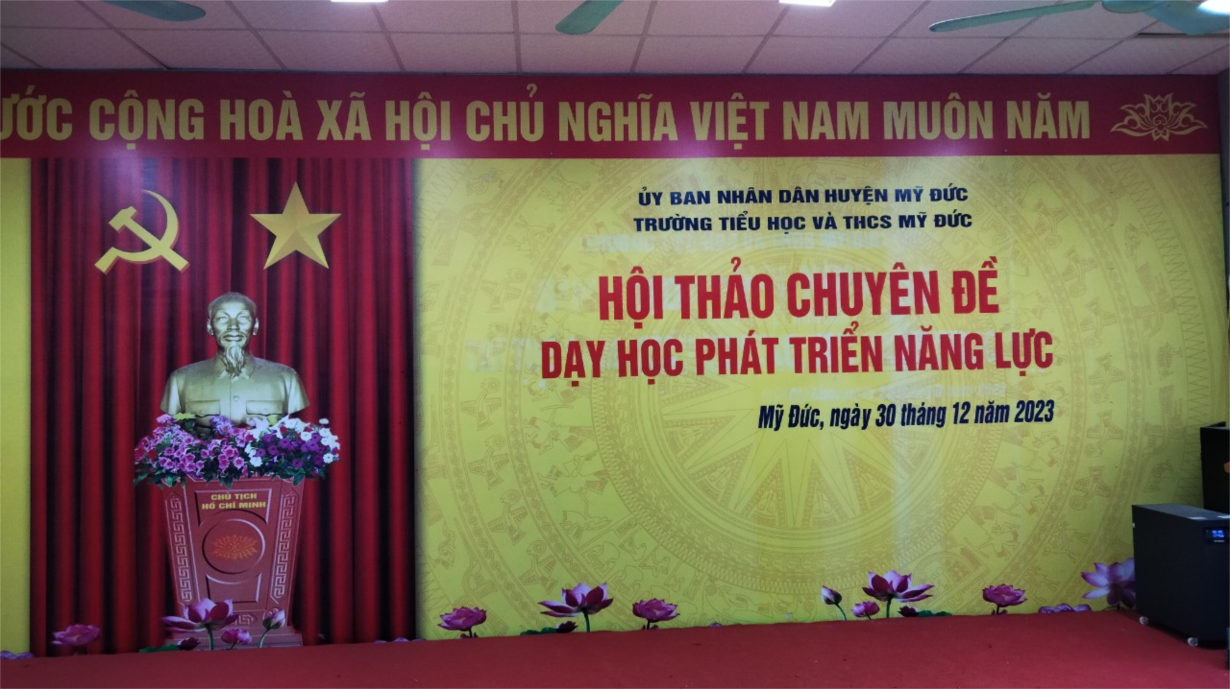 CỘNG HOÀ XÃ HỘI CHỦ NGHĨA VIỆT NAM MUÔN NĂM
ỦY BAN NHÂN DÂN HUYỆN MỸ ĐỨC
TRƯỜNG TIỂU HỌC VÀ THCS MỸ ĐỨC
HỘI THẢO CHUYÊN ĐỀ
DẠY HỌC PHÁT TRIỂN NĂNG LỰC
Mỹ Đức, ngày 30 tháng 12 năm 2023
CHỦ TỊCH
HỒ CHÍ MINH